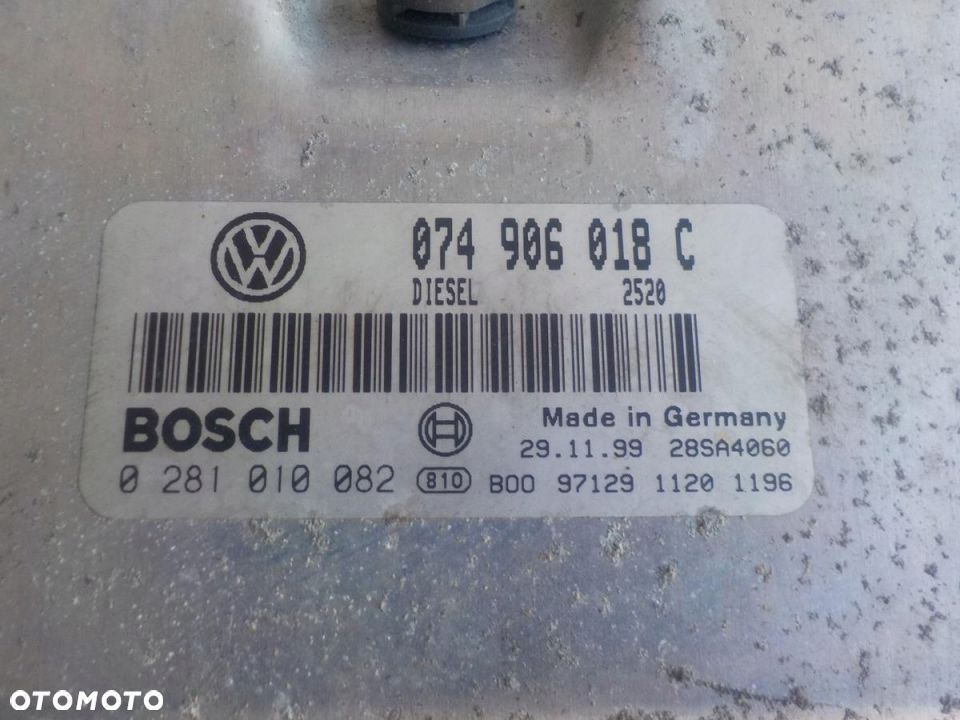 074 906 018 C
DIESEL 2520
BOSCH
Made in Germany
29.11.99 28SA4060
0 281 010 082 810 B00 97129 1120 1196
OTOMOTO